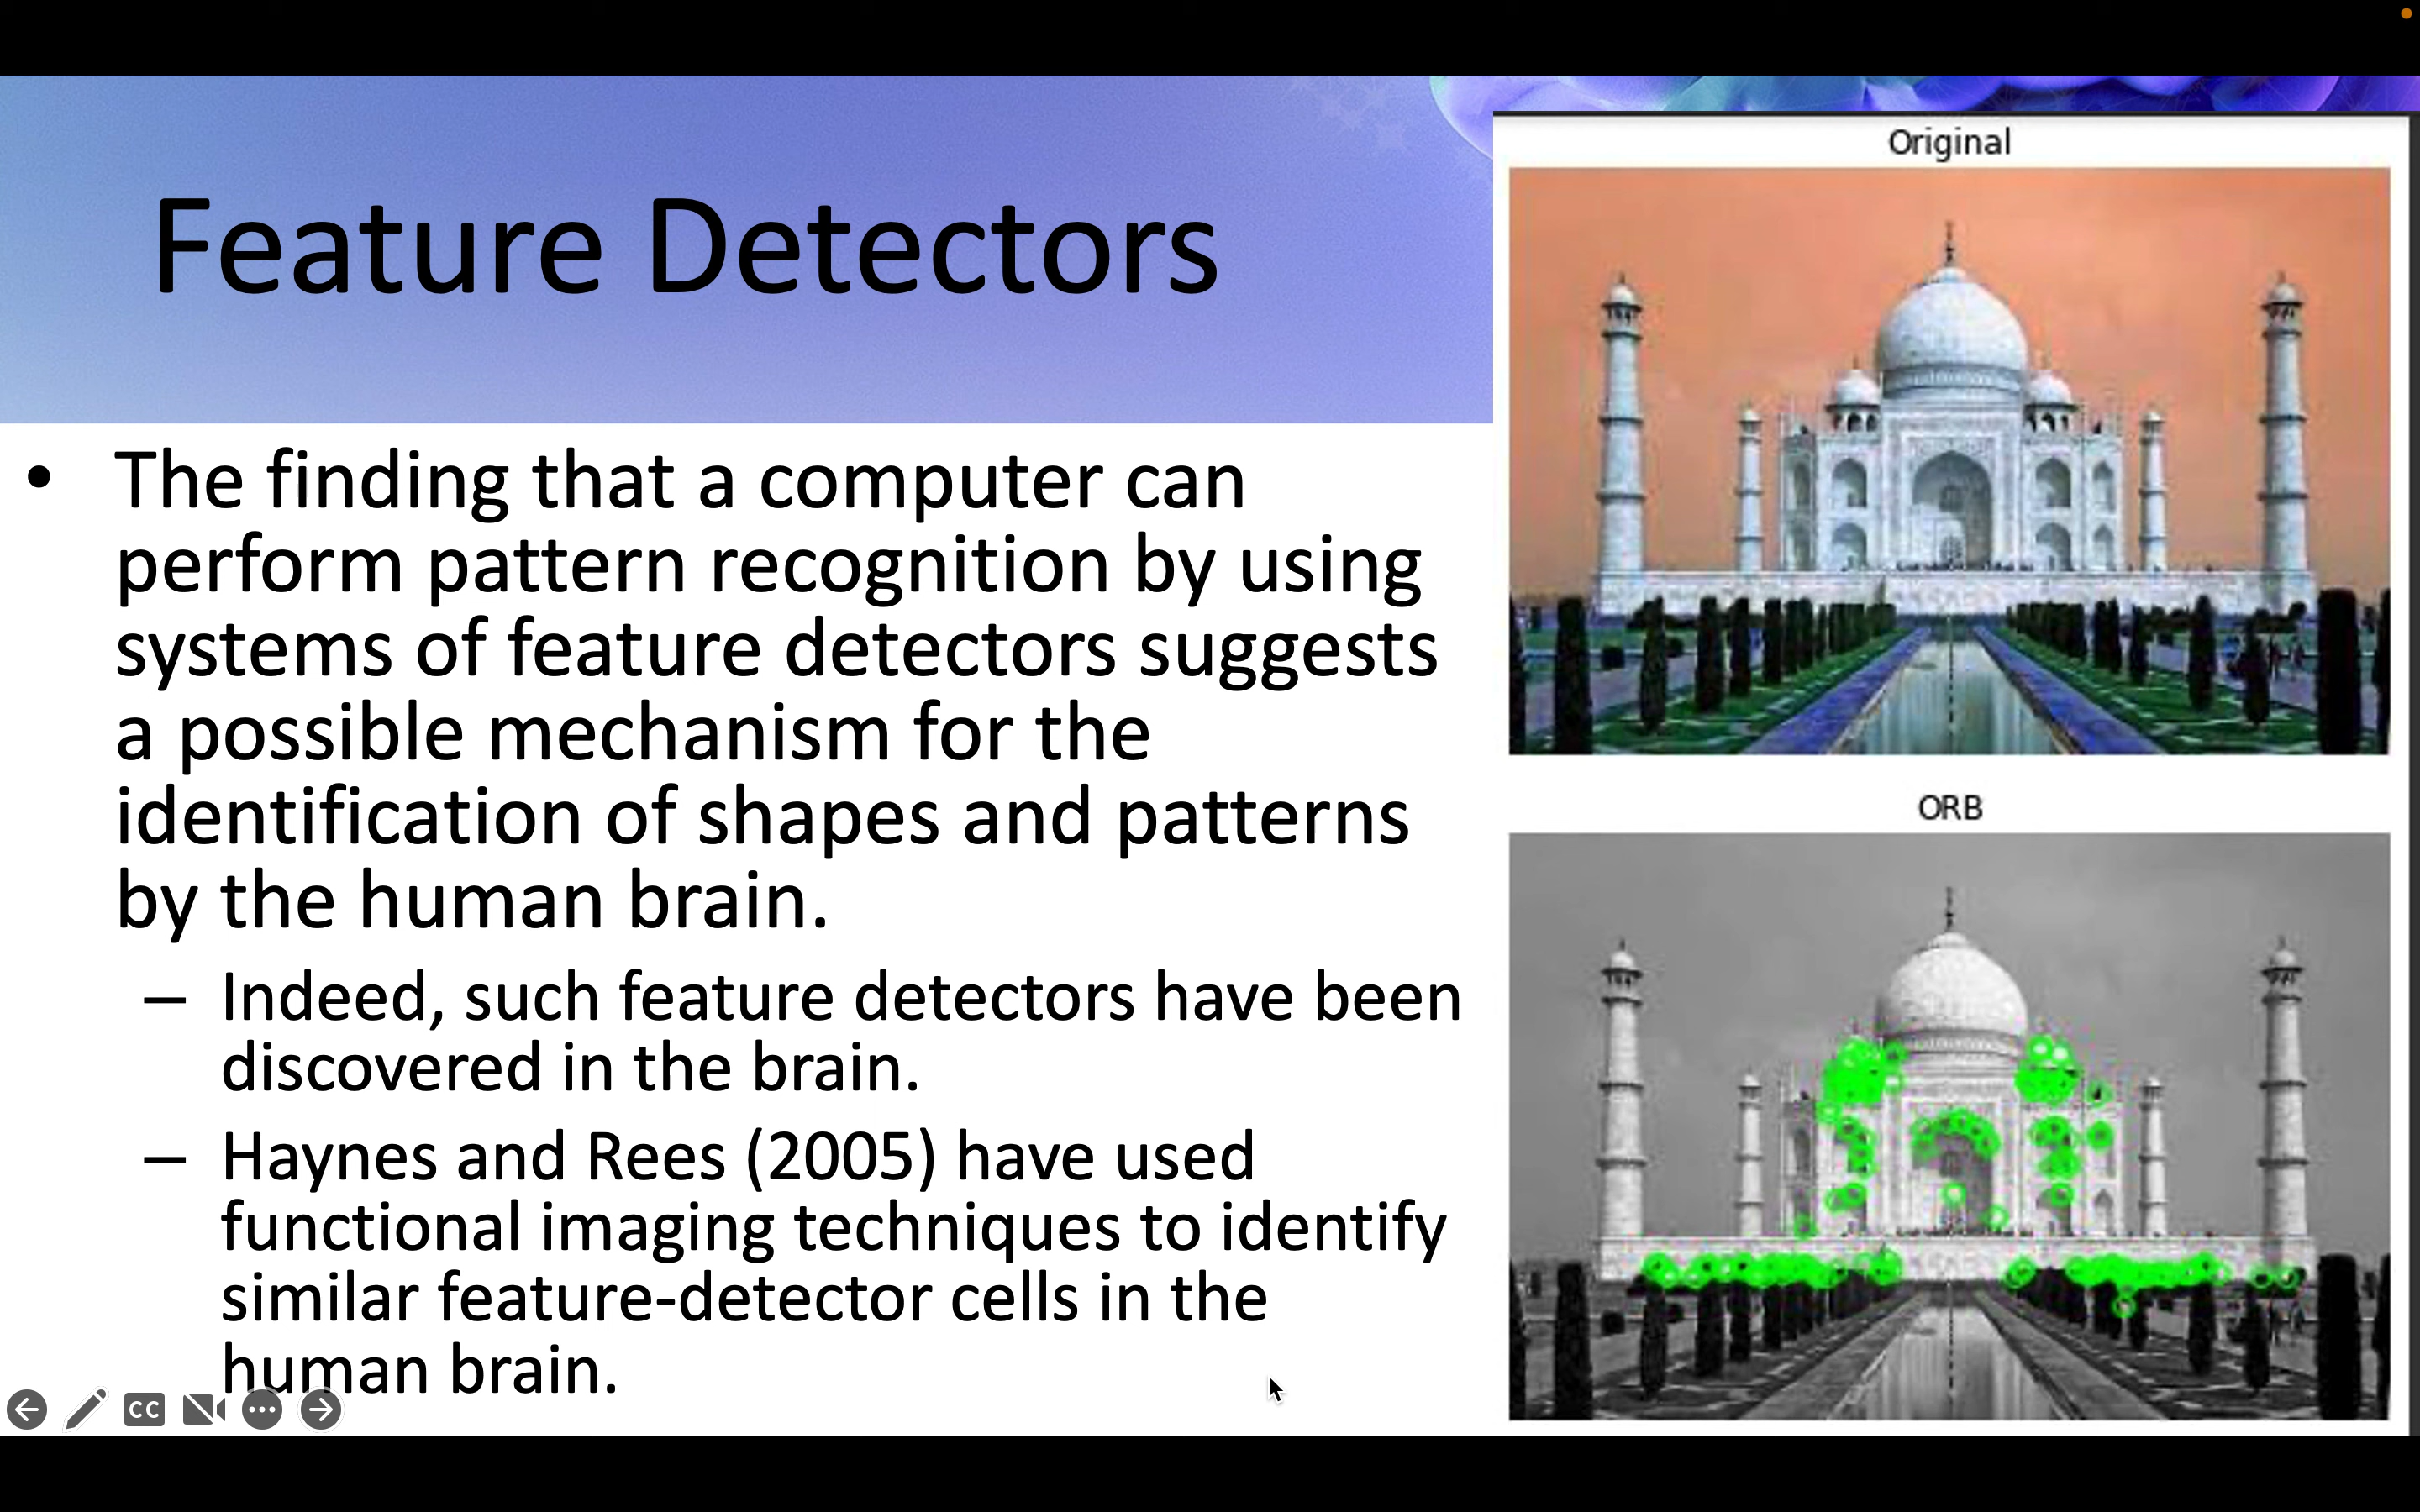 Feature Detectors
• The finding that a computer can
perform pattern recognition by using
systems of feature detectors suggests
a possible mechanism for the
identification of shapes and patterns
by the human brain.
– Indeed, such feature detectors have been
discovered in the brain.
– Haynes and Rees (2005) have used
functional imaging techniques to identify
similar feature-detector cells in the
human brain.
Original
ORB
CC